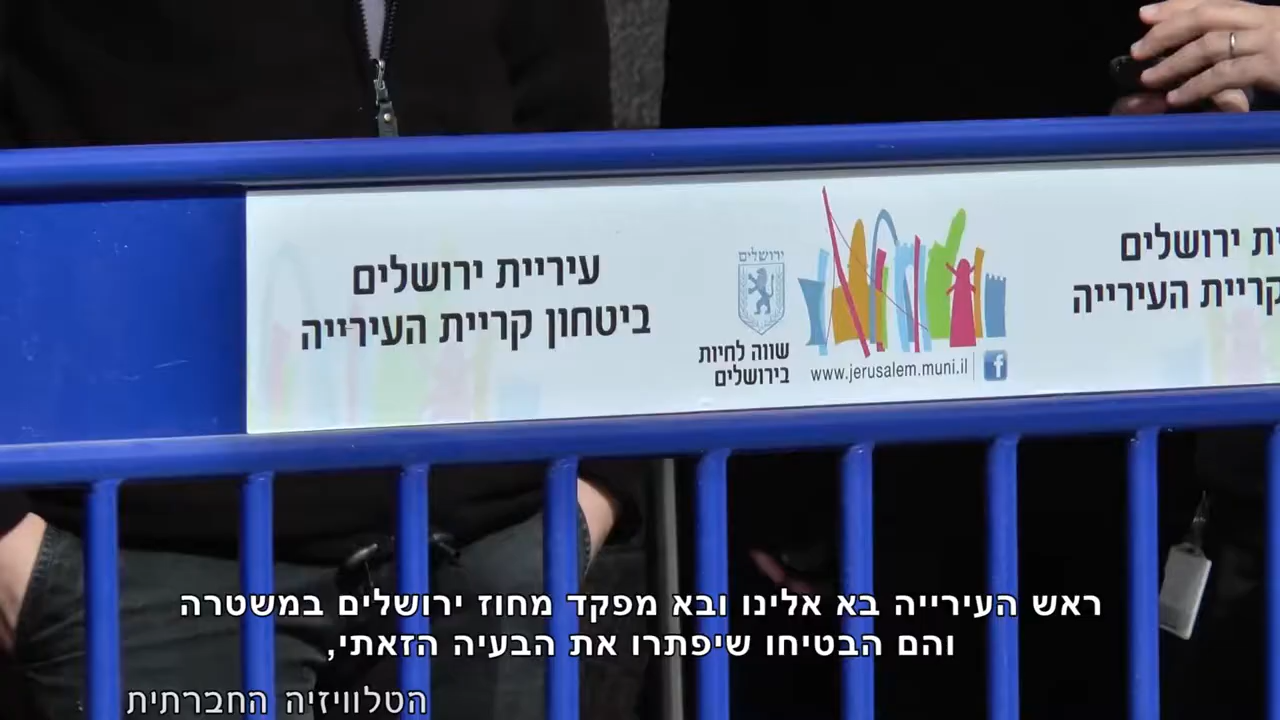 עיריית ירושלים
ביטחון קריית העירייה
ירושלים
שווה לחיות
בירושלים
www.jerusalem.muni.il
f
ירושלים
קריית העירייה
ראש העירייה בא אלינו ובא מפקד מחוז ירושלים במשטרה
והם הבטיחו שיפתרו את הבעיה הזאתי,
הטלוויזיה החברתית